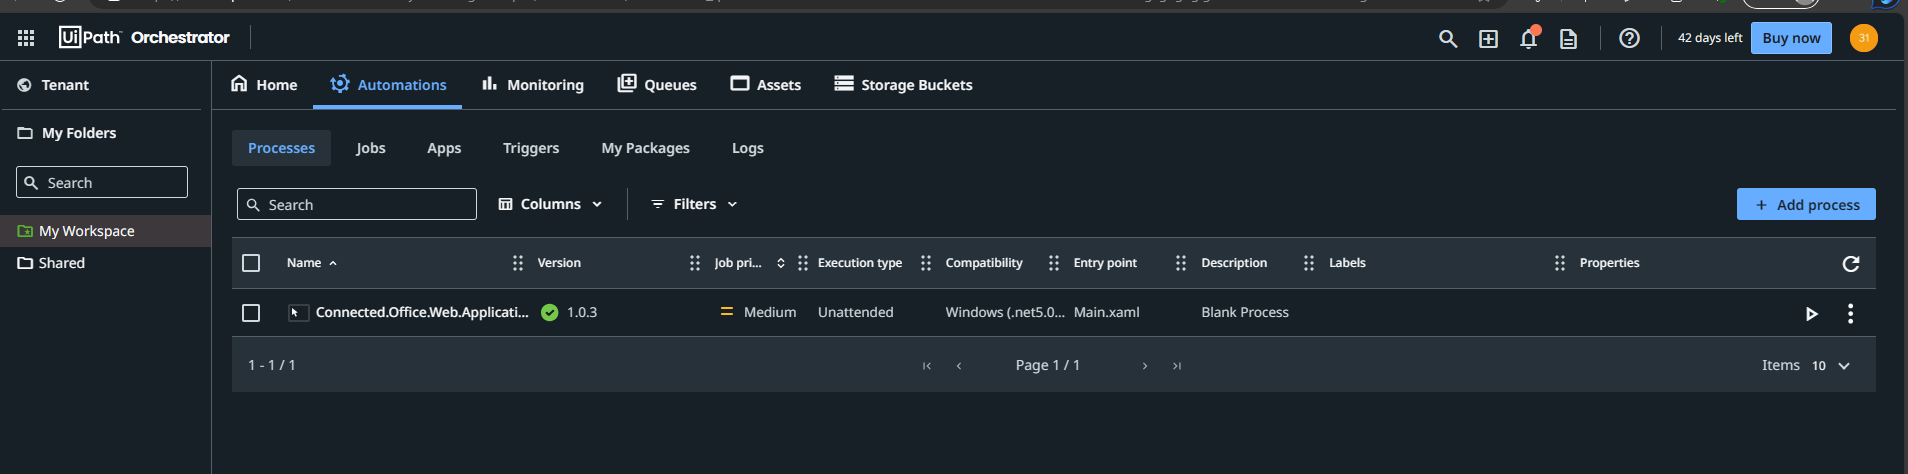 UiPath™ Orchestrator
42 days left
Buy now
31
Tenant
My Folders
Search
My Workspace
Shared
Home
Automations
Monitoring
Queues
Assets
Storage Buckets
Processes
Jobs
Apps
Triggers
My Packages
Logs
Search
Columns
Filters
Add process
Name Version Job pri... Execution type Compatibility Entry point Description Labels Properties
Connected.Office.Web.Applicati... 1.0.3 Medium Unattended Windows (.net5.0... Main.xaml Blank Process
1 - 1 / 1 Page 1 / 1 Items 10